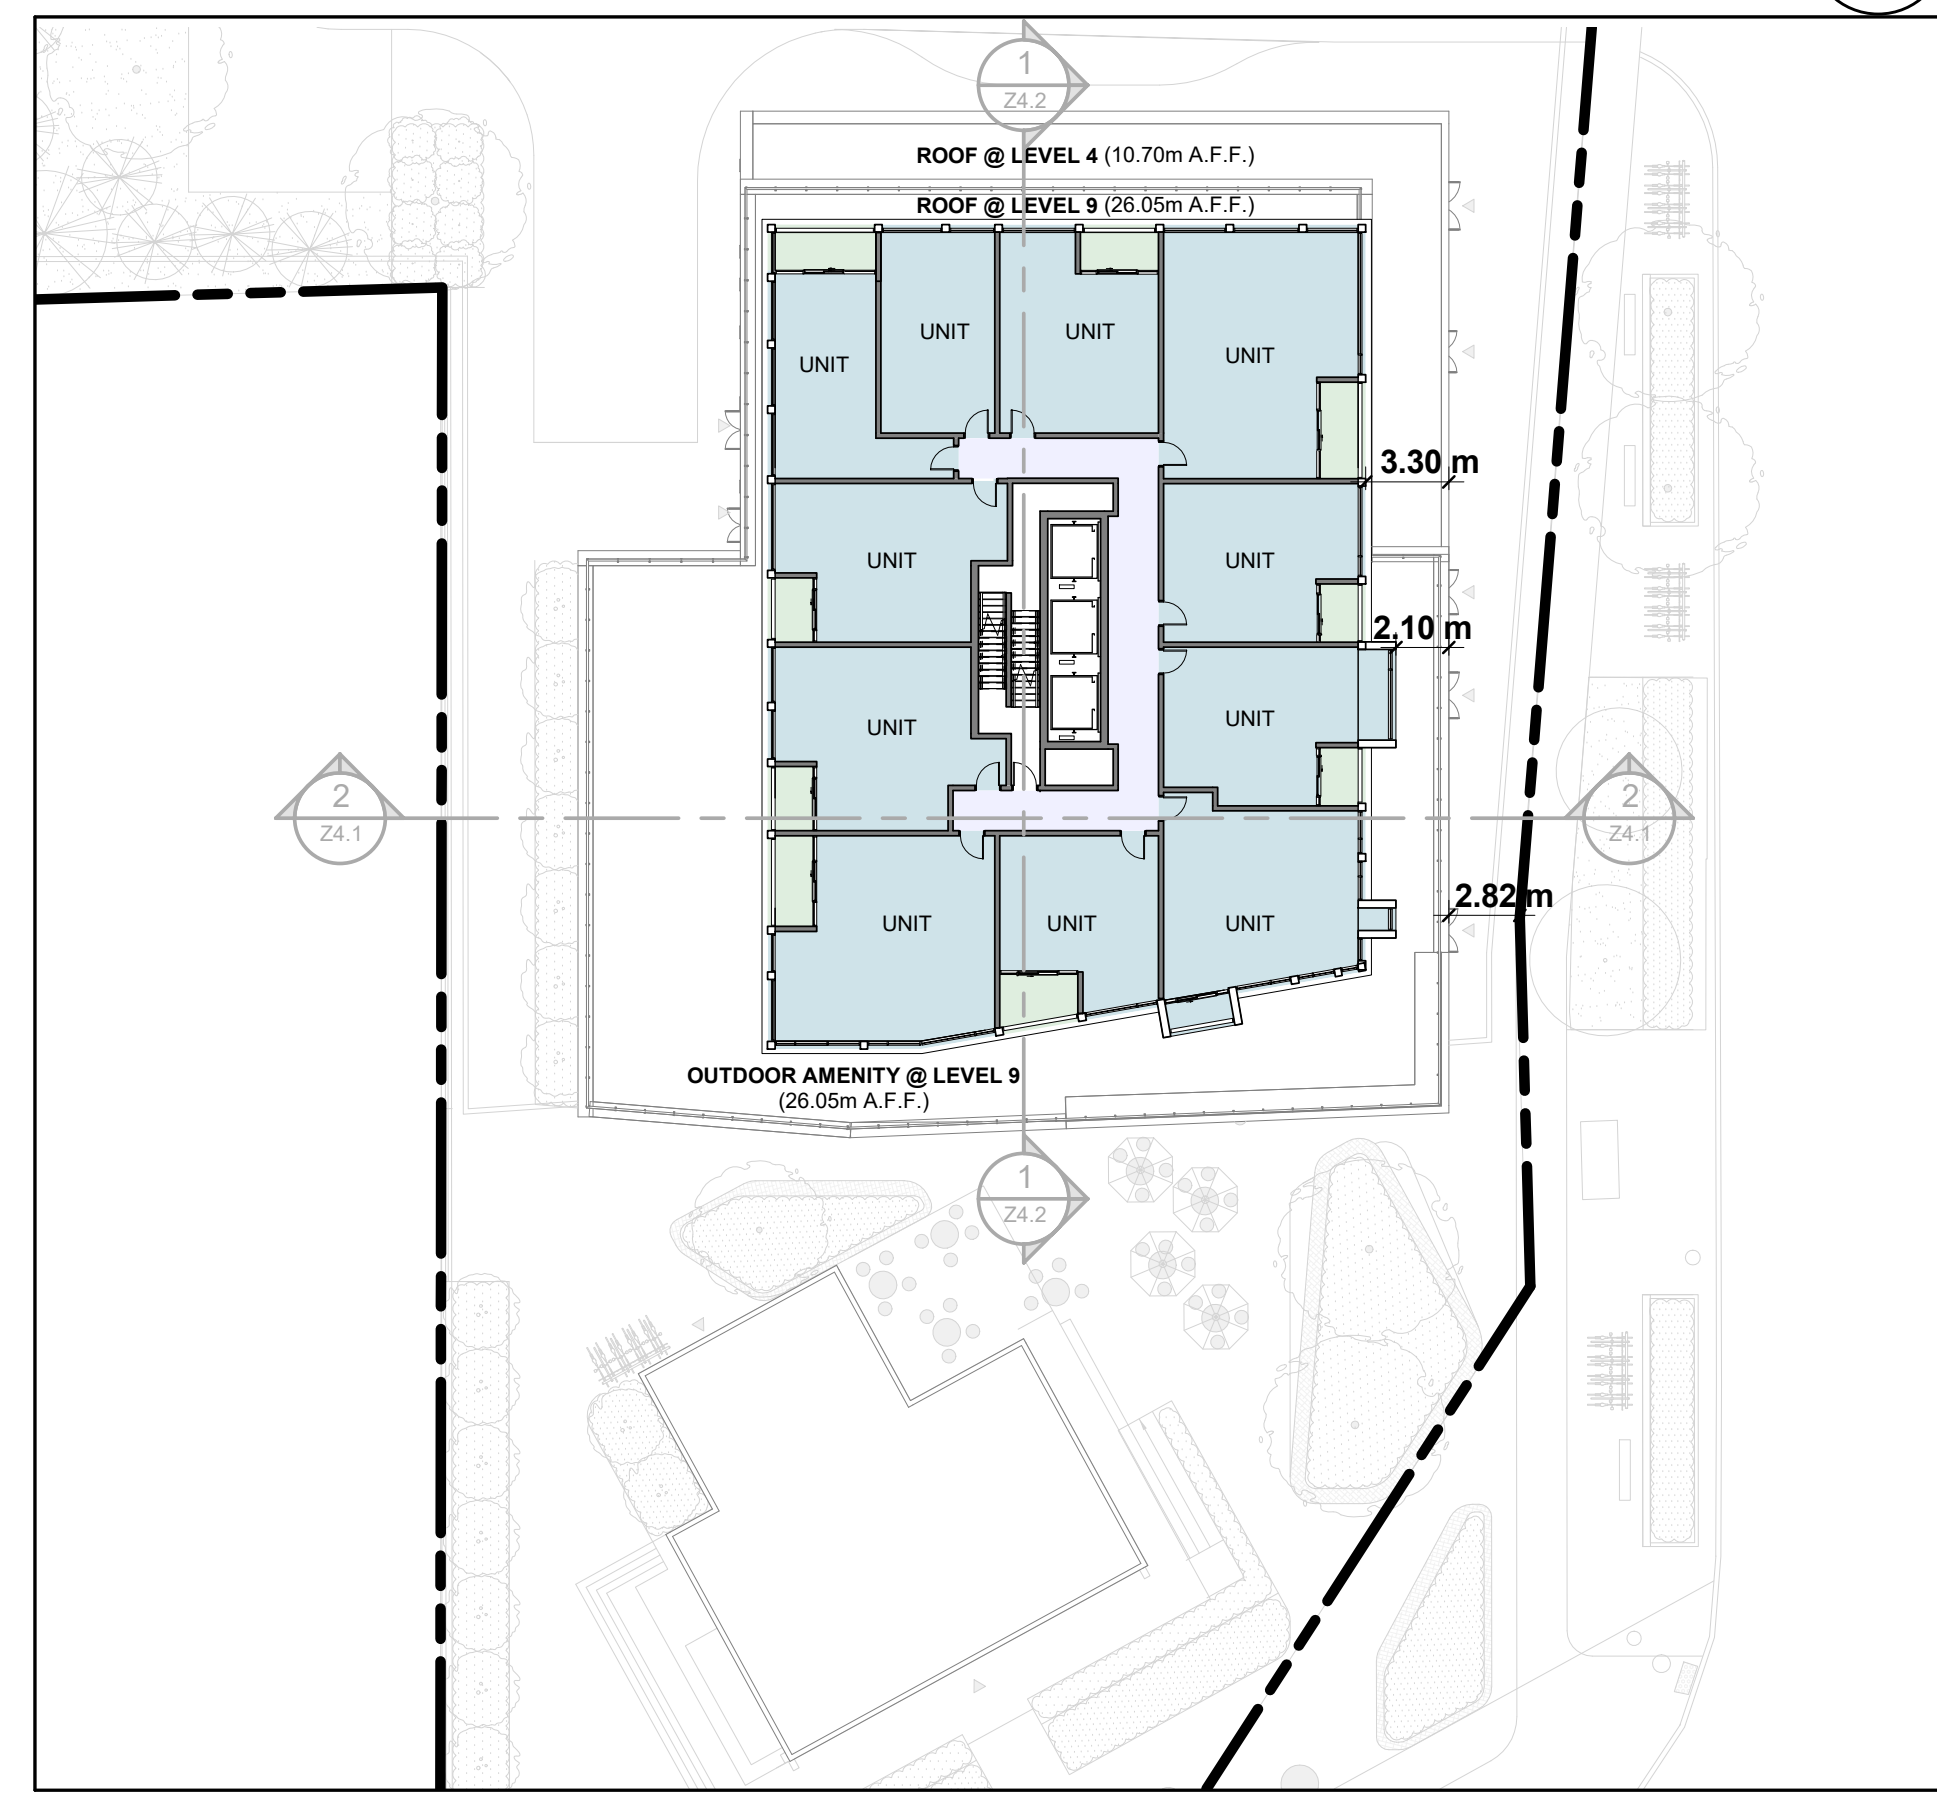 1
Z4.2
ROOF @ LEVEL 4 (10.70m A.F.F.)
ROOF @ LEVEL 9 (26.05m A.F.F.)
UNIT
UNIT
UNIT
UNIT
3.30 m
UNIT
UNIT
2.10 m
UNIT
UNIT
2
Z4.1
2
Z4.1
2.82 m
UNIT
UNIT
UNIT
OUTDOOR AMENITY @ LEVEL 9
(26.05m A.F.F.)
1
Z4.2